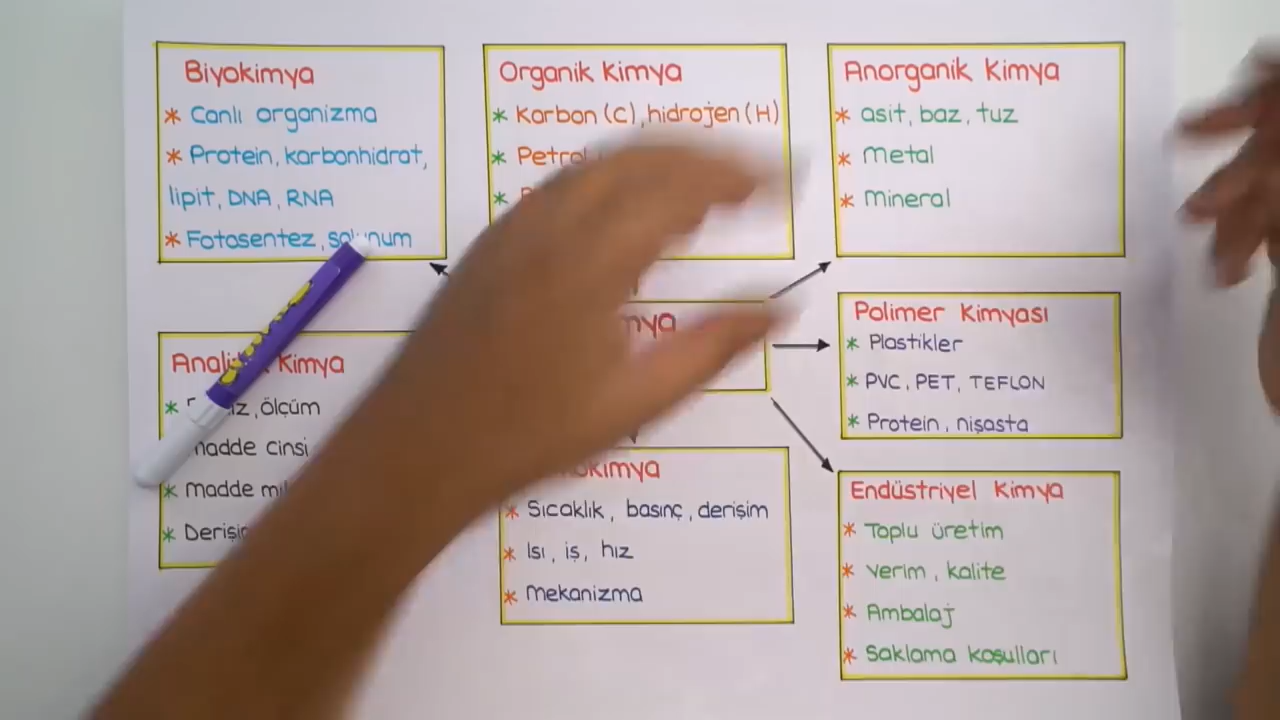 Biyokimya
* Canlı organizma
* Protein, karbonhidrat,
lipit, DNA, RNA
* Fotosentez,
Organik Kimya
* Karbon (C), hidrojen (H)
*
*
Anorganik Kimya
* asit, baz, tuz
* Metal
* Mineral
Kimya
* ölçüm
madde cinsi
* madde
*
* Sıcaklık, basınç, derişim
* Isı, iş, hız
* mekanizma
Polimer Kimyası
* Plastikler
* PVC, PET, TEFLON
* Protein, nişasta
Endüstriyel Kimya
* Toplu üretim
* verim, kalite
* Ambalaj
* Saklama koşulları